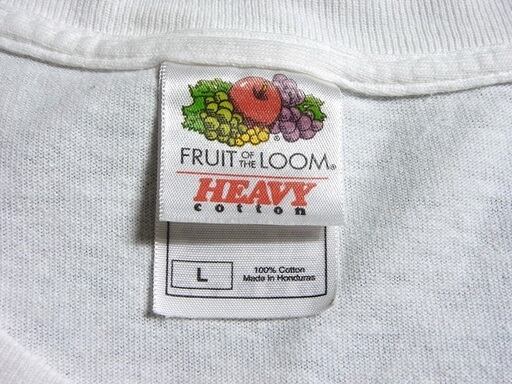 FRUIT OF THE LOOM®
HEAVY
cotton
L
100% Cotton
Made in Honduras